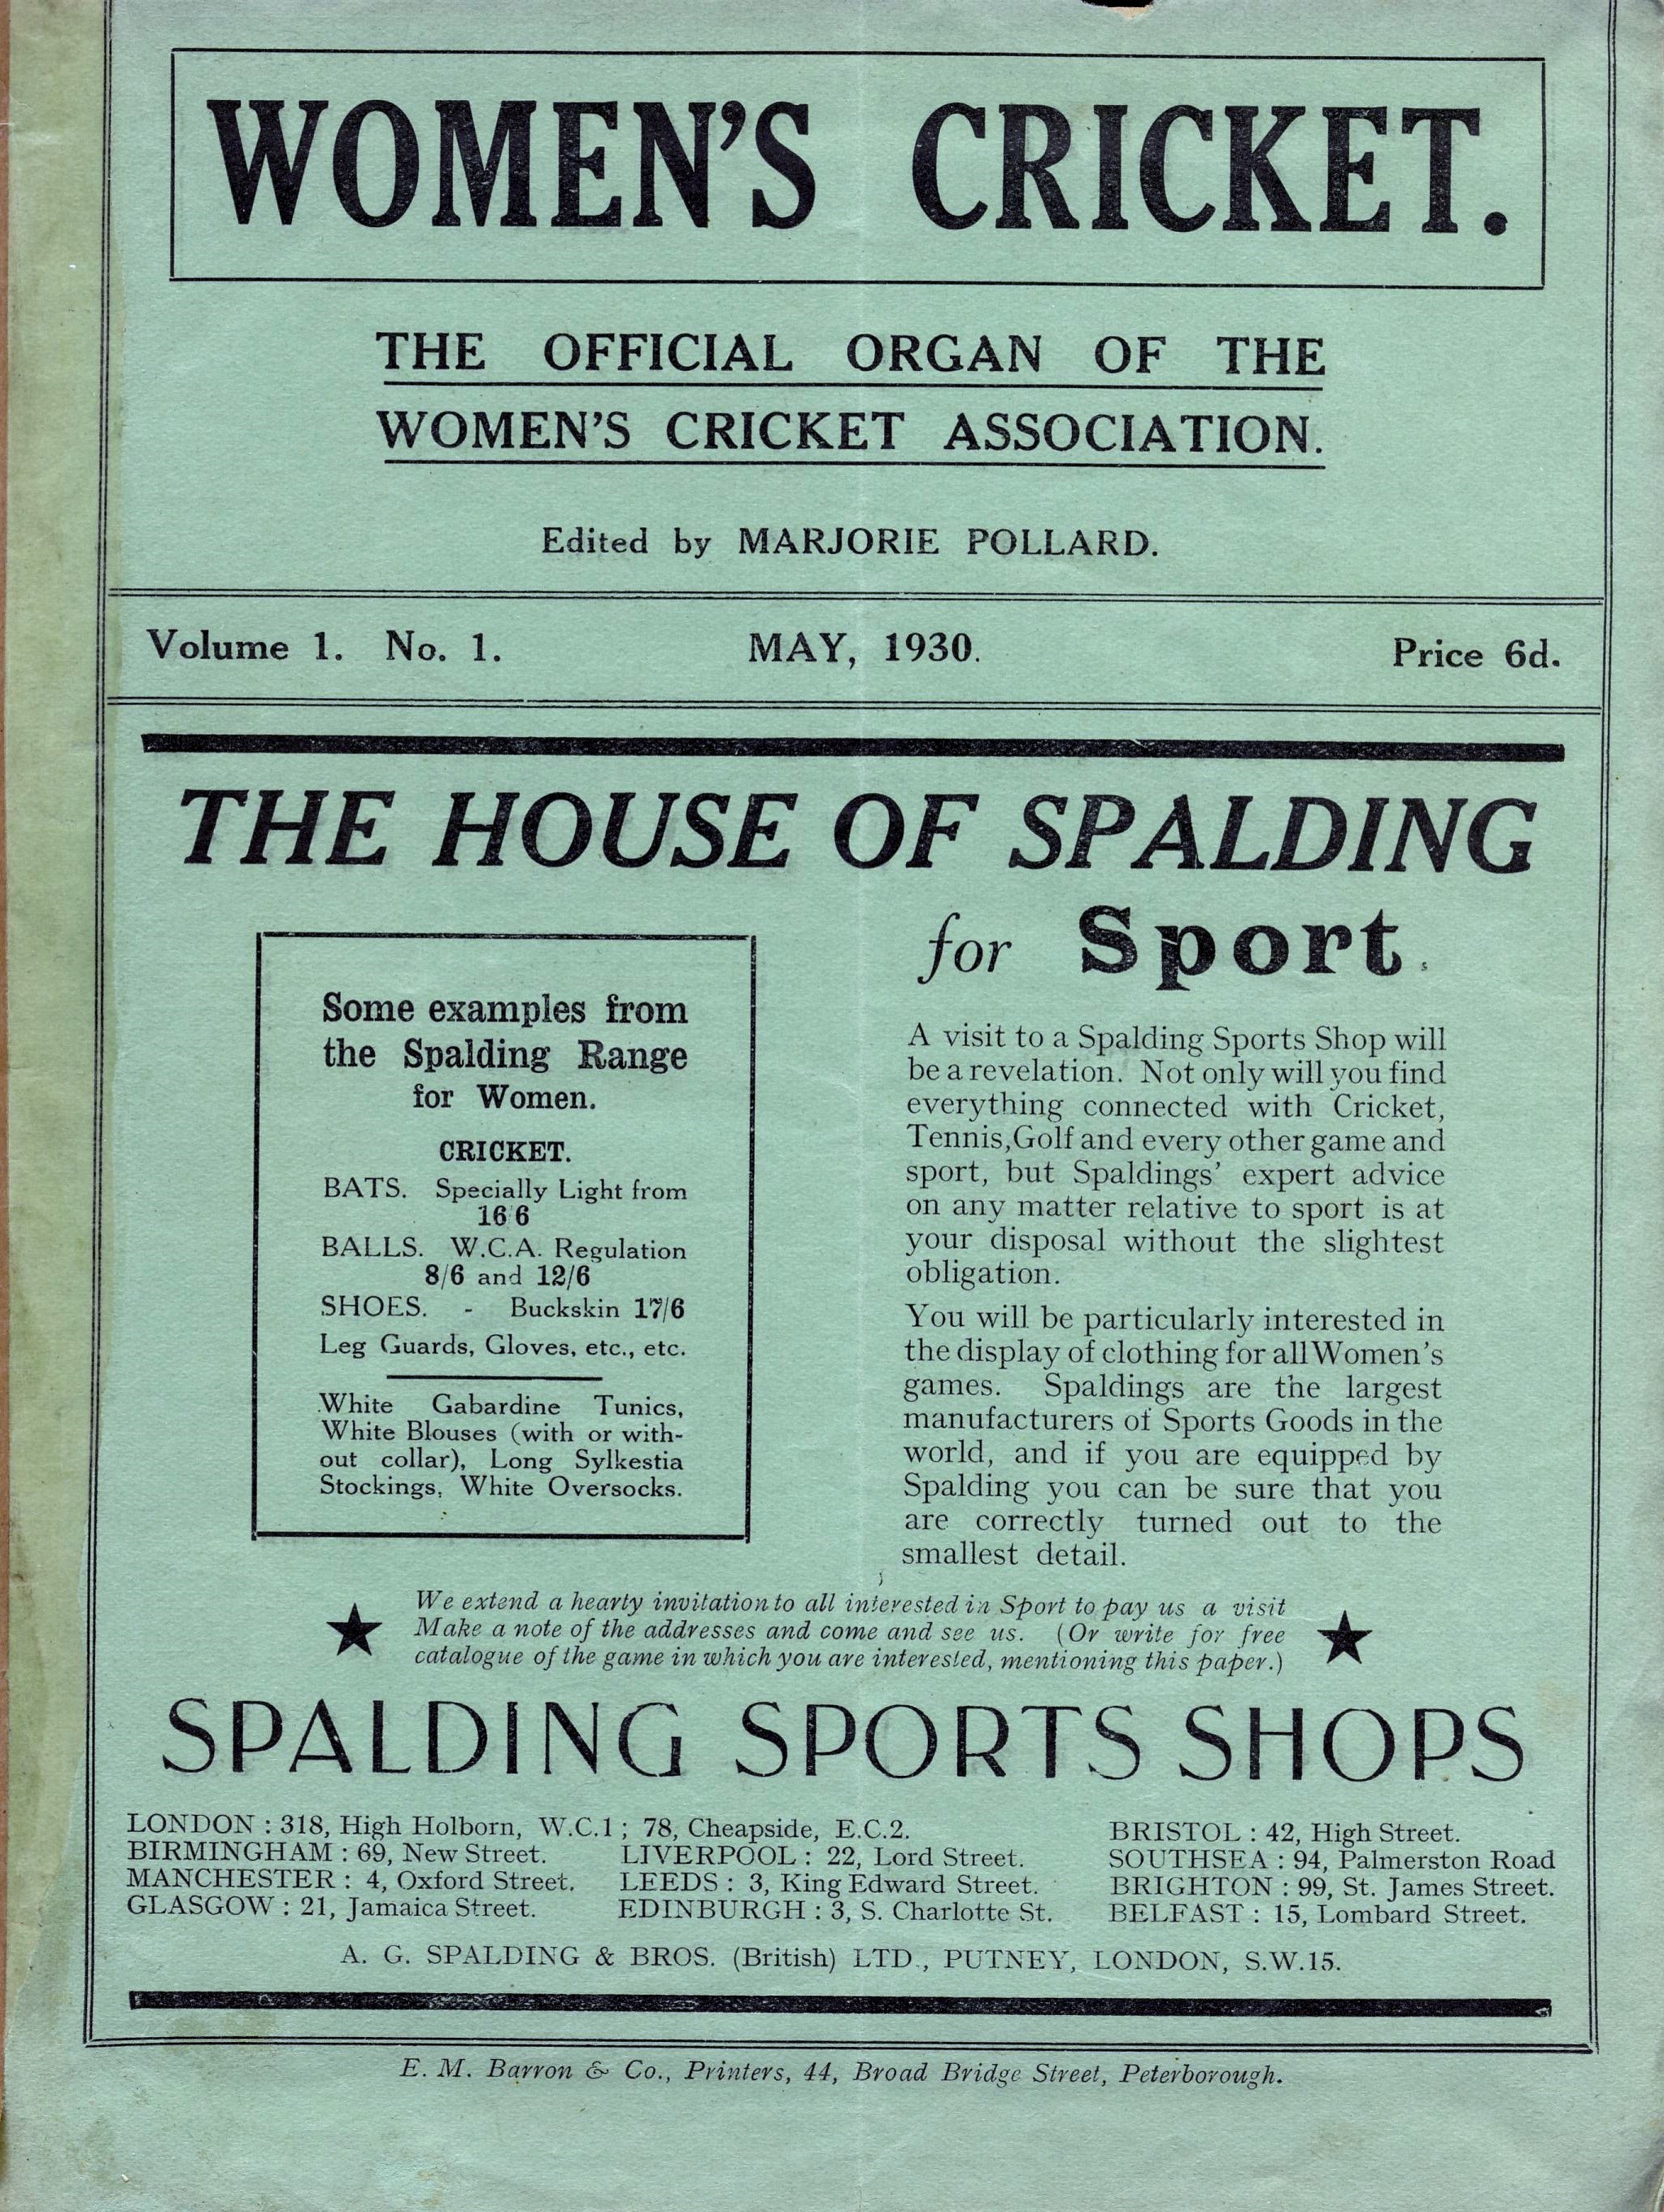 WOMEN'S CRICKET.
THE OFFICIAL ORGAN OF THE
WOMEN'S CRICKET ASSOCIATION.
Edited by MARJORIE POLLARD.
Volume 1. No. 1. MAY, 1930. Price 6d.
THE HOUSE OF SPALDING
for Sport.
Some examples from
the Spalding Range
for Women.
CRICKET.
BATS. Specially Light from
16 6
BALLS. W.C.A. Regulation
8/6 and 12/6
SHOES. - Buckskin 17/6
Leg Guards, Gloves, etc., etc.
White Gabardine Tunics,
White Blouses (with or with-
out collar), Long Sylkestia
Stockings, White Oversocks.
A visit to a Spalding Sports Shop will
be a revelation. Not only will you find
everything connected with Cricket,
Tennis, Golf and every other game and
sport, but Spaldings' expert advice
on any matter relative to sport is at
your disposal without the slightest
obligation.
You will be particularly interested in
the display of clothing for all Women's
games. Spaldings are the largest
manufacturers of Sports Goods in the
world, and if you are equipped by
Spalding you can be sure that you
are correctly turned out to the
smallest detail.
We extend a hearty invitation to all interested in Sport to pay us a visit
Make a note of the addresses and come and see us. (Or write for free
catalogue of the game in which you are interested, mentioning this paper.)
SPALDING SPORTS SHOPS
LONDON : 318, High Holborn, W.C.1 ; 78, Cheapside, E.C.2. BRISTOL : 42, High Street.
BIRMINGHAM : 69, New Street. LIVERPOOL : 22, Lord Street. SOUTHSEA : 94, Palmerston Road
MANCHESTER : 4, Oxford Street. LEEDS : 3, King Edward Street. BRIGHTON : 99, St. James Street.
GLASGOW : 21, Jamaica Street. EDINBURGH : 3, S. Charlotte St. BELFAST : 15, Lombard Street.
A. G. SPALDING & BROS. (British) LTD., PUTNEY, LONDON, S.W.15.
E. M. Barron & Co., Printers, 44, Broad Bridge Street, Peterborough.